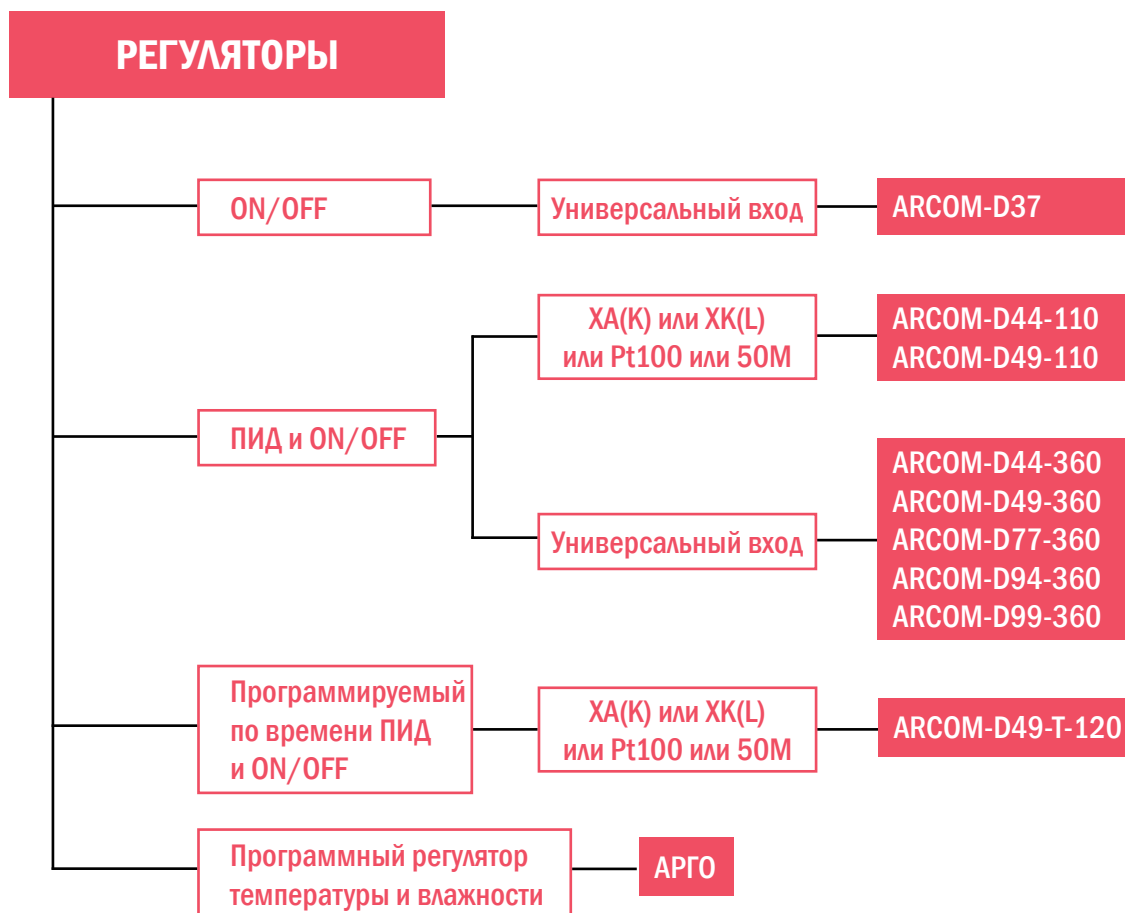 РЕГУЛЯТОРЫ
ON/OFF
Универсальный вход
ARCOM-D37
ХА(К) или ХК(L)
или Pt100 или 50М
ARCOM-D44-110
ARCOM-D49-110
ПИД и ON/OFF
Универсальный вход
ARCOM-D44-360
ARCOM-D49-360
ARCOM-D77-360
ARCOM-D94-360
ARCOM-D99-360
Программируемый
по времени ПИД
и ON/OFF
ХА(К) или ХК(L)
или Pt100 или 50М
ARCOM-D49-T-120
Программный регулятор
температуры и влажности
АРГО